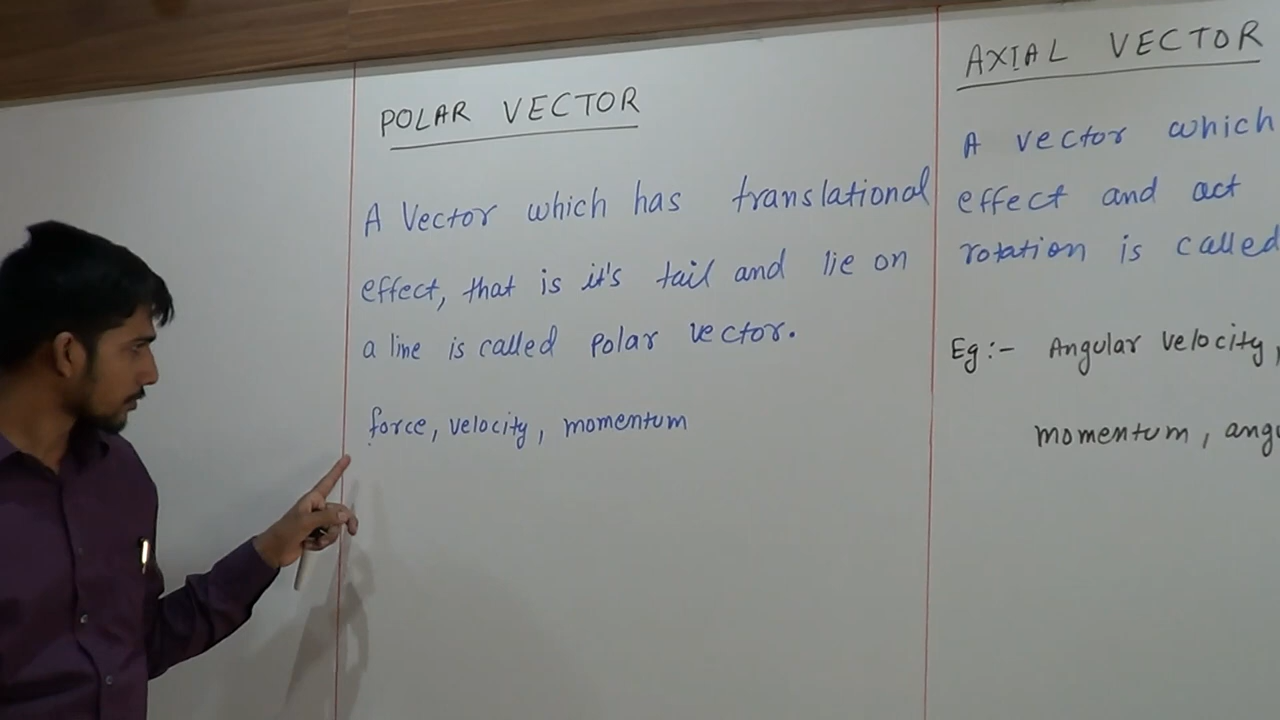 POLAR VECTOR
A Vector which has translational
effect, that is it's tail and lie on
a line is called polar vector.
force, velocity, momentum
AXIAL VECTOR
A vector which
effect and act
rotation is called
Eg:- Angular velocity,
momentum, angu